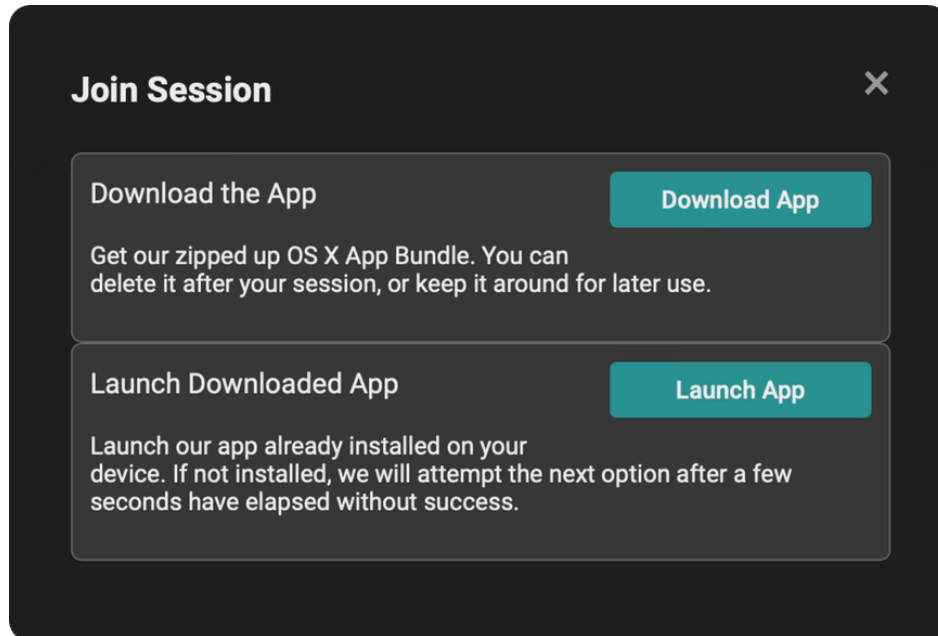 Join Session
Download the App
Download App
Get our zipped up OS X App Bundle. You can
delete it after your session, or keep it around for later use.
Launch Downloaded App
Launch App
Launch our app already installed on your
device. If not installed, we will attempt the next option after a few
seconds have elapsed without success.